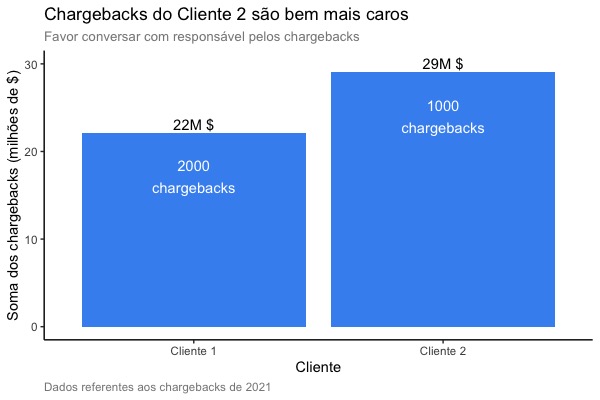 Chargebacks do Cliente 2 são bem mais caros
Favor conversar com responsável pelos chargebacks
Soma dos chargebacks (milhões de $)
30
20
10
0
22M $
2000
chargebacks
29M $
1000
chargebacks
Cliente 1
Cliente 2
Cliente
Dados referentes aos chargebacks de 2021